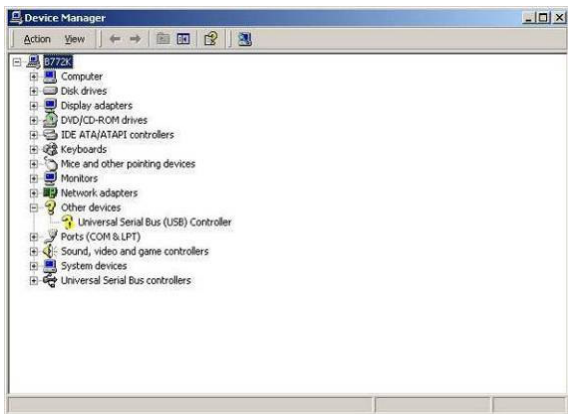 Device Manager
Action View
B772K
Computer
Disk drives
Display adapters
DVD/CD-ROM drives
IDE ATA/ATAPI controllers
Keyboards
Mice and other pointing devices
Monitors
Network adapters
Other devices
Universal Serial Bus (USB) Controller
Ports (COM & LPT)
Sound, video and game controllers
System devices
Universal Serial Bus controllers